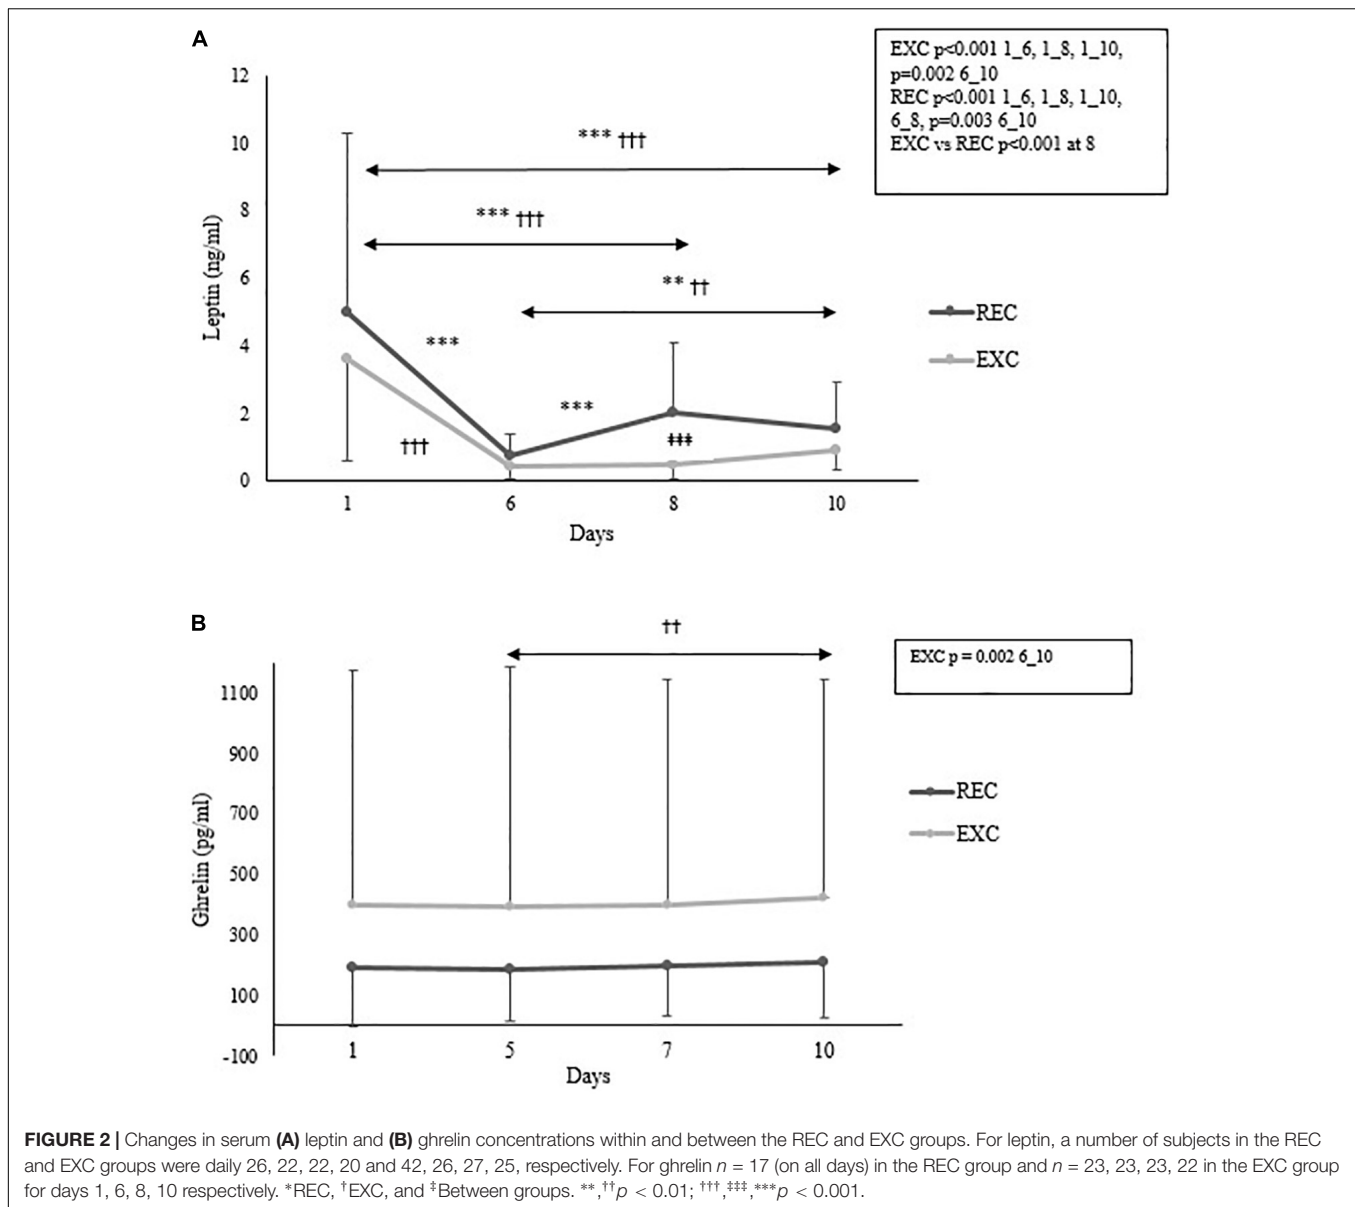 A
EXC p<0.001 1_6, 1_8, 1_10,
p=0.002 6_10
REC p<0.001 1_6, 1_8, 1_10,
6_8, p=0.003 6_10
EXC vs REC p<0.001 at 8
12
10
8
6
4
2
0
Leptin (ng/ml)
*** †††
*** †††
** ††
***
***
†††
‡‡‡
REC
EXC
1 6 8 10
Days
B
††
EXC p = 0.002 6_10
1100
900
700
500
300
100
-100
Ghrelin (pg/ml)
REC
EXC
1 5 7 10
Days
FIGURE 2 | Changes in serum (A) leptin and (B) ghrelin concentrations within and between the REC and EXC groups. For leptin, a number of subjects in the REC
and EXC groups were daily 26, 22, 22, 20 and 42, 26, 27, 25, respectively. For ghrelin n = 17 (on all days) in the REC group and n = 23, 23, 23, 22 in the EXC group
for days 1, 6, 8, 10 respectively. *REC, †EXC, and ‡Between groups. **,††p < 0.01; †††,‡‡‡,***p < 0.001.